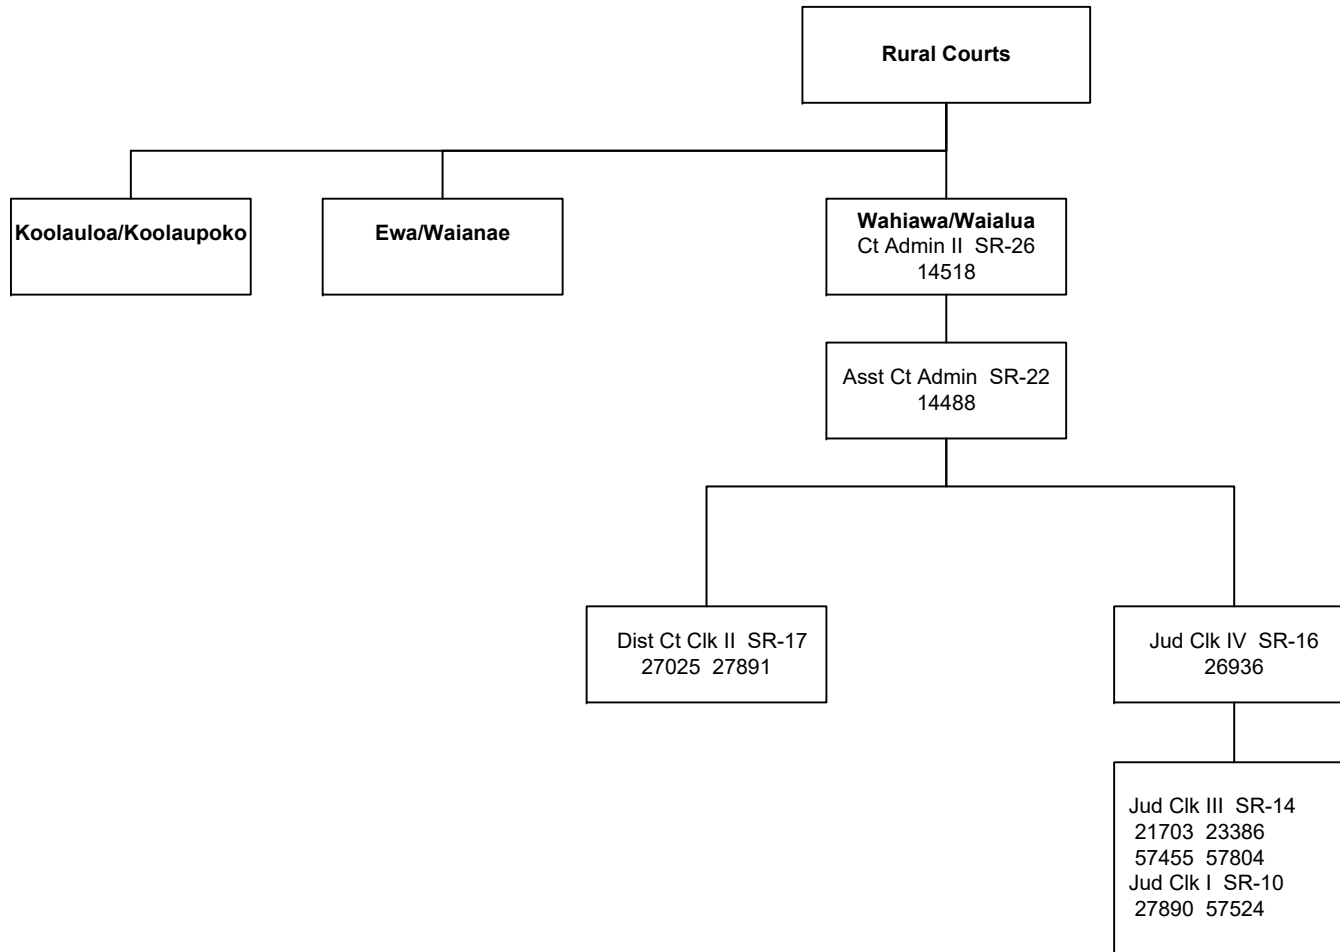 Rural Courts
Koolauloa/Koolaupoko
Ewa/Waianae
Wahiawa/Waialua
Ct Admin II SR-26
14518
Asst Ct Admin SR-22
14488
Dist Ct Clk II SR-17
27025 27891
Jud Clk IV SR-16
26936
Jud Clk III SR-14
21703 23386
57455 57804
Jud Clk I SR-10
27890 57524